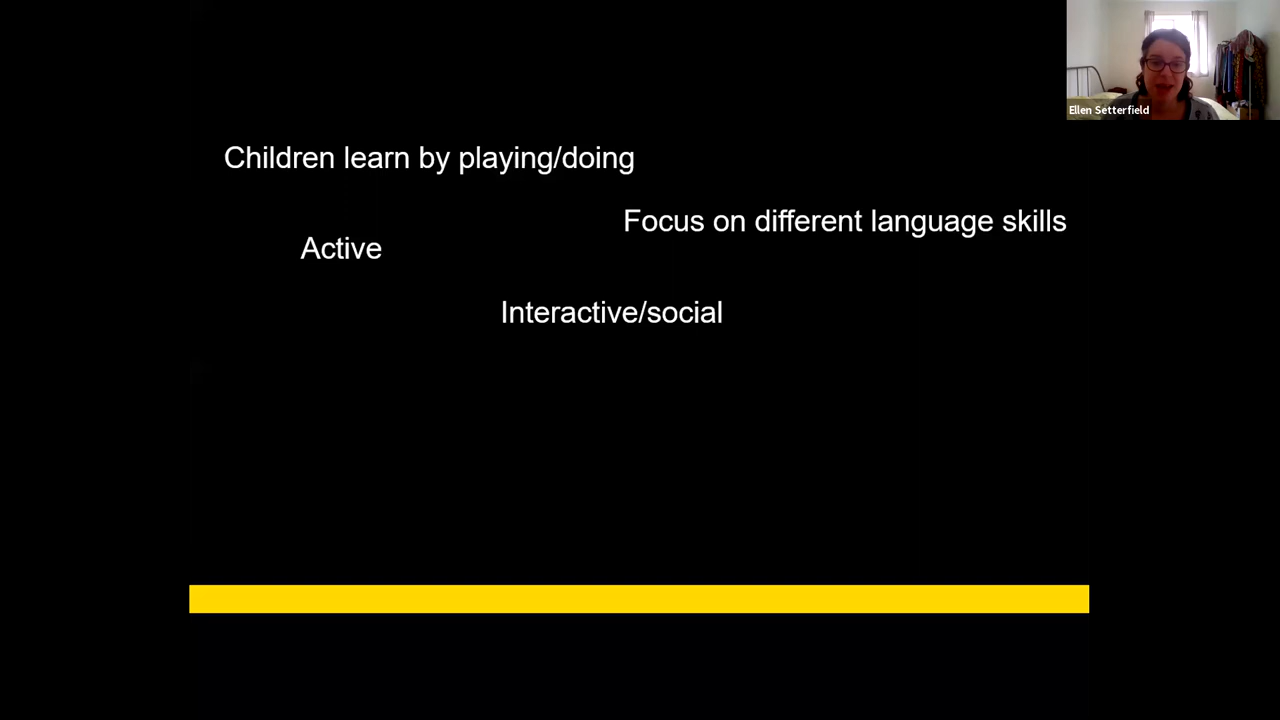 Ellen Setterfield
Children learn by playing/doing
Focus on different language skills
Active
Interactive/social